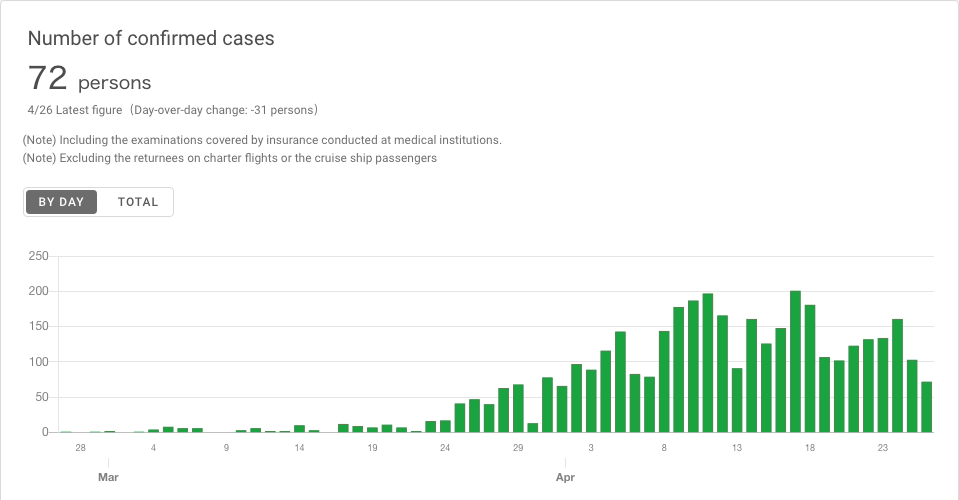 Number of confirmed cases
72 persons
4/26 Latest figure（Day-over-day change: -31 persons）
(Note) Including the examinations covered by insurance conducted at medical institutions.
(Note) Excluding the returnees on charter flights or the cruise ship passengers
BY DAY TOTAL
250
200
150
100
50
0
28 4 9 14 19 24 29 3 8 13 18 23
Mar Apr